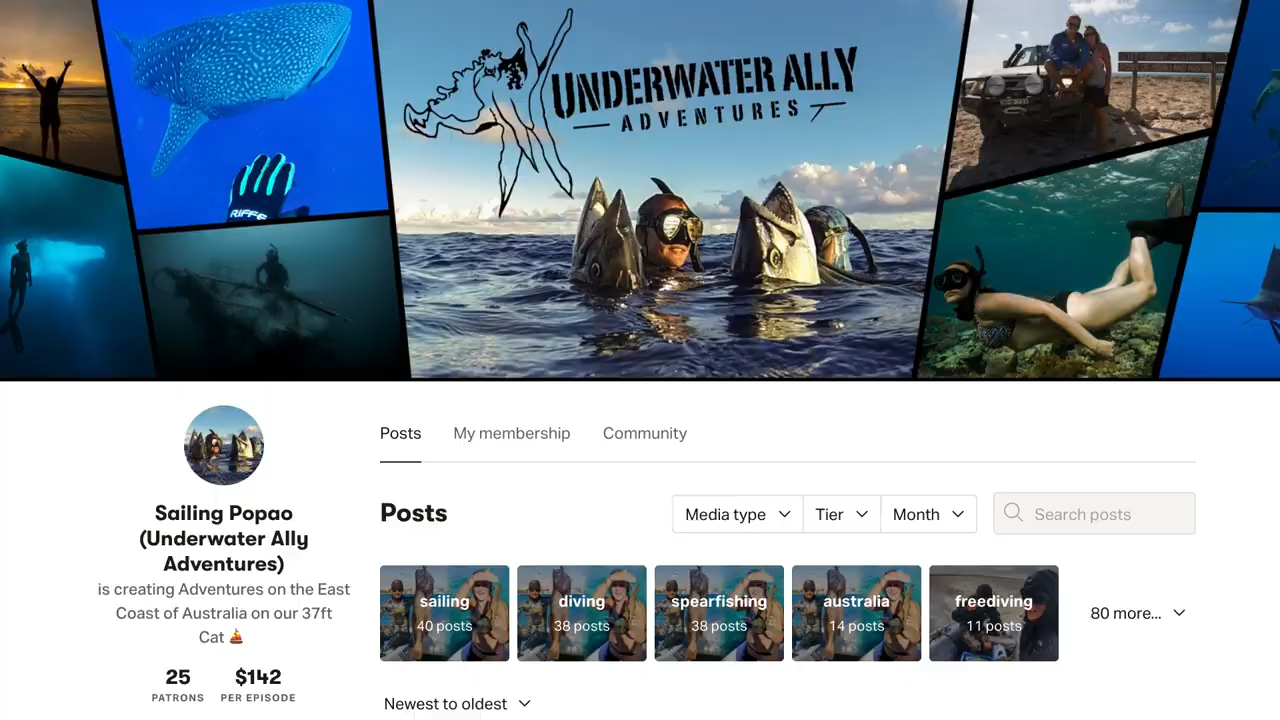 UNDERWATER ALLY
ADVENTURES
RIFFE
Posts
My membership
Community
Sailing Popao
(Underwater Ally
Adventures)
is creating Adventures on the East
Coast of Australia on our 37ft
Cat ⛵
25
PATRONS
$142
PER EPISODE
Posts
Media type
Tier
Month
Search posts
sailing
40 posts
diving
38 posts
spearfishing
38 posts
australia
14 posts
freediving
11 posts
80 more...
Newest to oldest